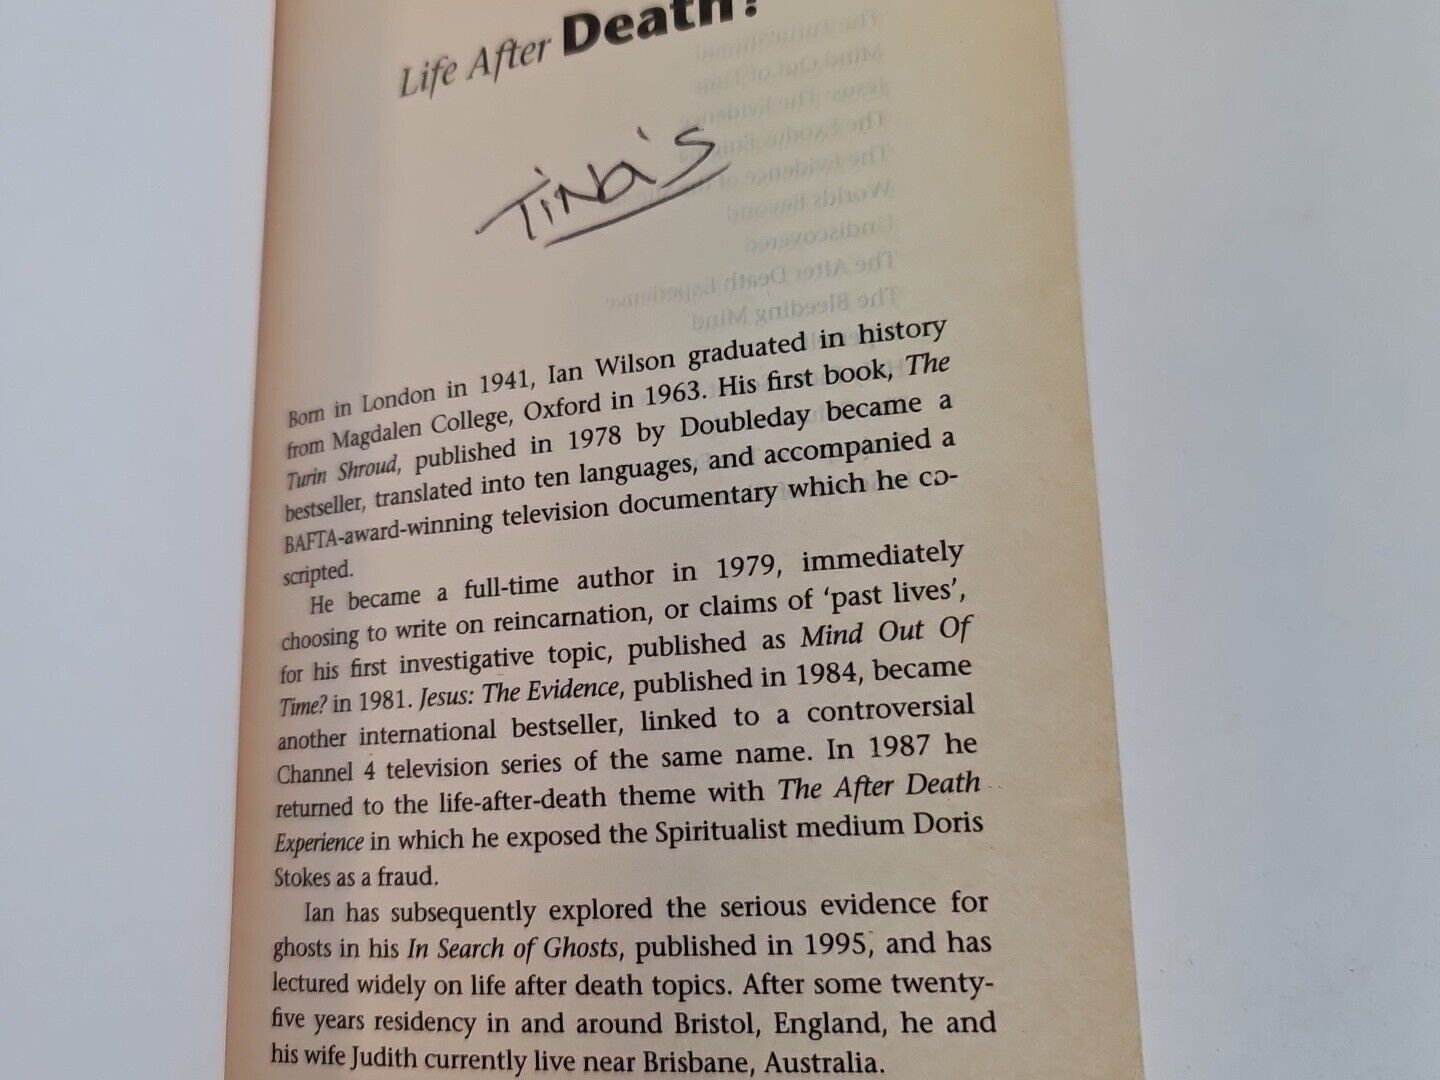 Life After Death?
Tina's
Born in London in 1941, Ian Wilson graduated in history
from Magdalen College, Oxford in 1963. His first book, The
Turin Shroud, published in 1978 by Doubleday became a
bestseller, translated into ten languages, and accompanied a
BAFTA-award-winning television documentary which he co-
scripted.
He became a full-time author in 1979, immediately
choosing to write on reincarnation, or claims of 'past lives',
for his first investigative topic, published as Mind Out Of
Time? in 1981. Jesus: The Evidence, published in 1984, became
another international bestseller, linked to a controversial
Channel 4 television series of the same name. In 1987 he
returned to the life-after-death theme with The After Death
Experience in which he exposed the Spiritualist medium Doris
Stokes as a fraud.
Ian has subsequently explored the serious evidence for
ghosts in his In Search of Ghosts, published in 1995, and has
lectured widely on life after death topics. After some twenty-
five years residency in and around Bristol, England, he and
his wife Judith currently live near Brisbane, Australia.